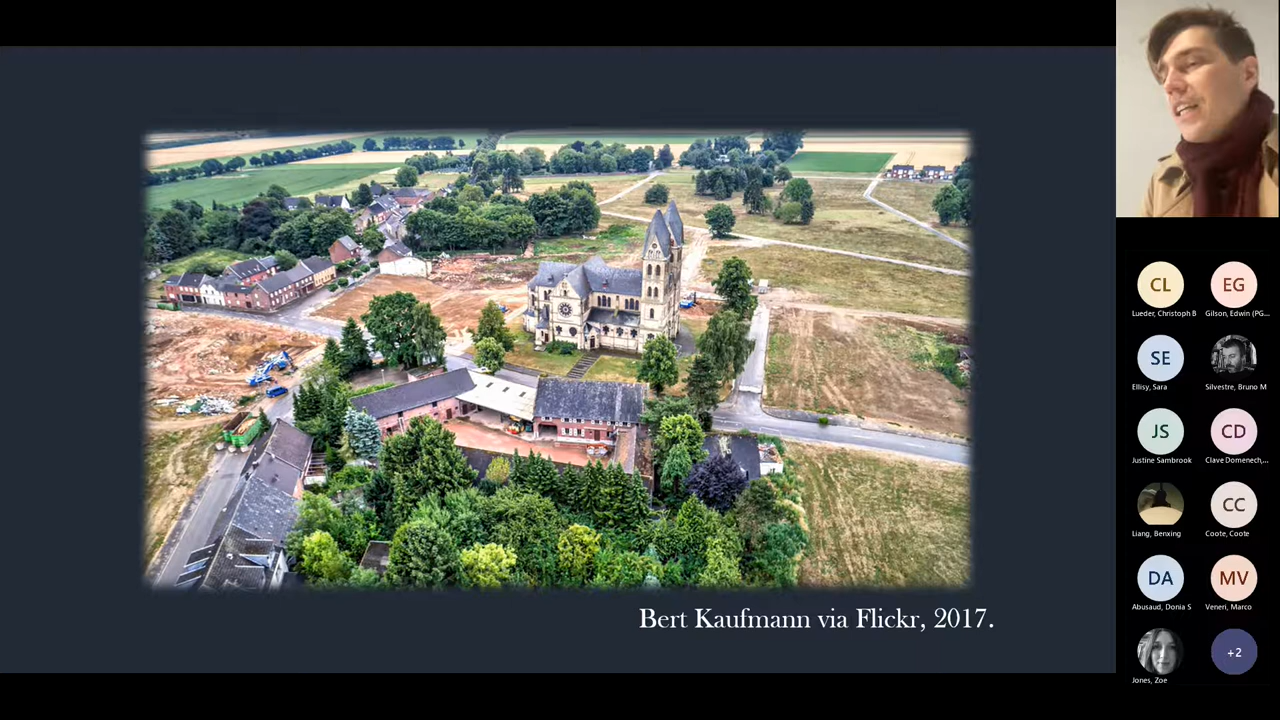 Bert Kaufmann via Flickr, 2017.
CL
EG
Lueder, Christoph B
Gilson, Edwin (PG...
SE
Ellisy, Sara
Silvestre, Bruno M
JS
CD
Justine Sambrook
Clave Domenech,...
CC
Liang, Benxing
Coote, Coote
DA
MV
Abusaud, Donia S
Veneri, Marco
+2
Jones, Zoe